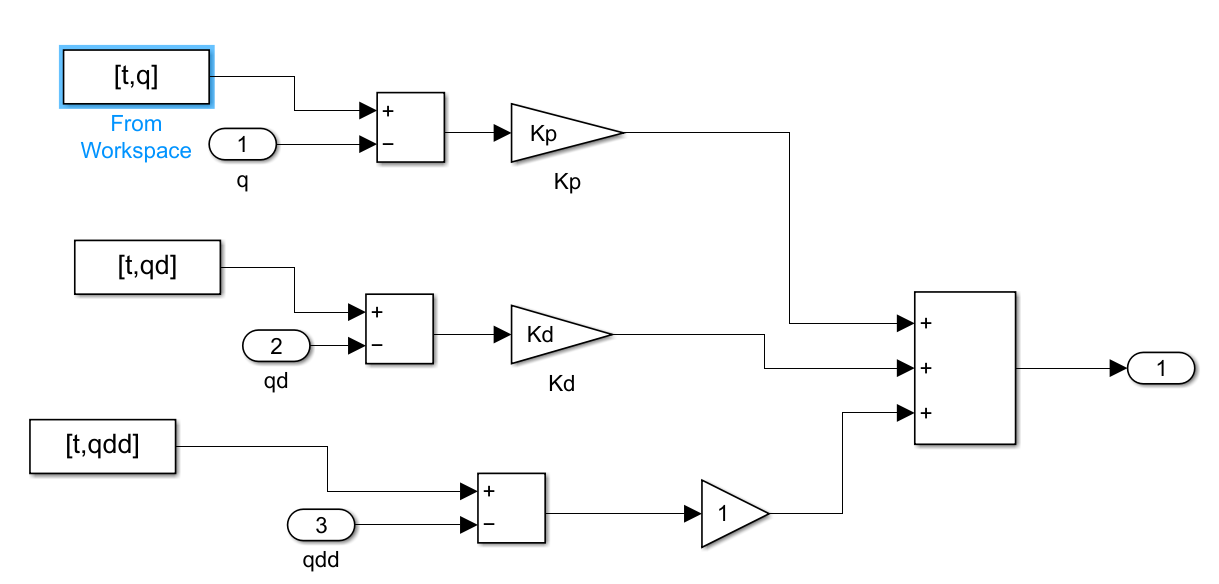 [t,q]
From
Workspace
1
q
+
−
Kp
Kp
[t,qd]
2
qd
+
−
Kd
Kd
[t,qdd]
3
qdd
+
−
1
+
+
+
1